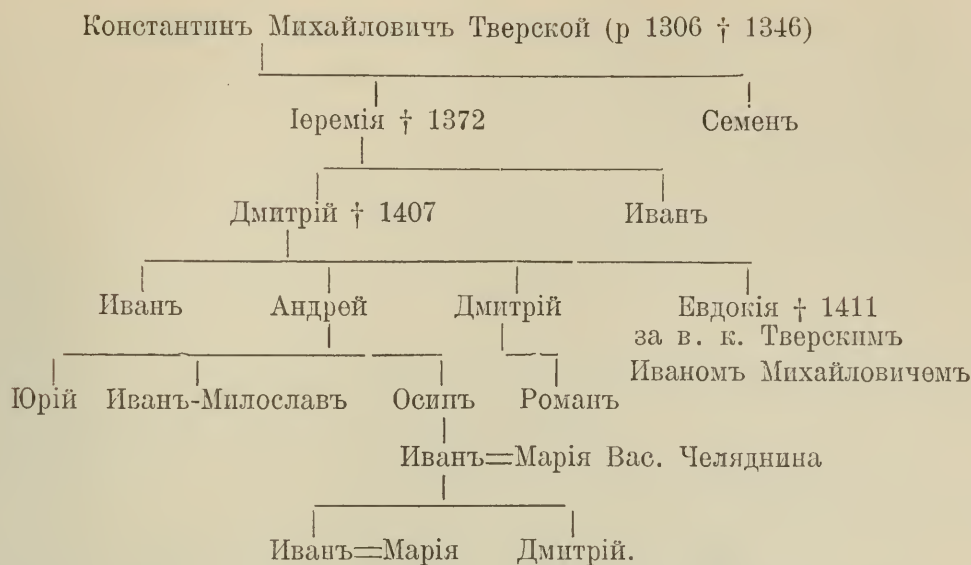 Константинъ Михайловичъ Тверской (р 1306 † 1346)
Іеремія † 1372 Семенъ
Дмитрій † 1407 Иванъ
Иванъ Андрей Дмитрій Евдокія † 1411
за в. к. Тверскимъ
Иваномъ Михайловичемъ
Юрій Иванъ-Милославъ Осипъ Романъ
Иванъ=Марія Вас. Челяднина
Иванъ=Марія Дмитрій.